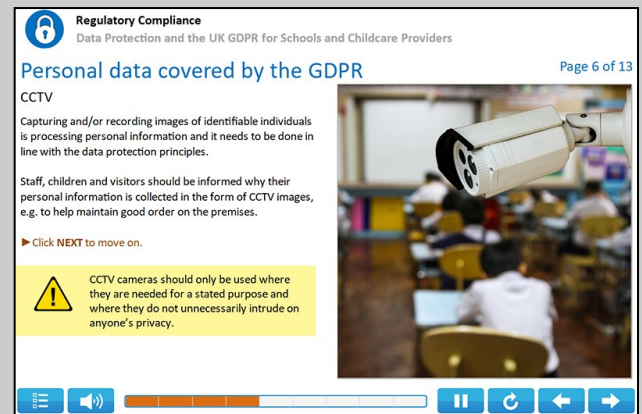 Regulatory Compliance
Data Protection and the UK GDPR for Schools and Childcare Providers
Personal data covered by the GDPR
Page 6 of 13
CCTV
Capturing and/or recording images of identifiable individuals
is processing personal information and it needs to be done in
line with the data protection principles.
Staff, children and visitors should be informed why their
personal information is collected in the form of CCTV images,
e.g. to help maintain good order on the premises.
►Click NEXT to move on.
CCTV cameras should only be used where
they are needed for a stated purpose and
where they do not unnecessarily intrude on
anyone's privacy.